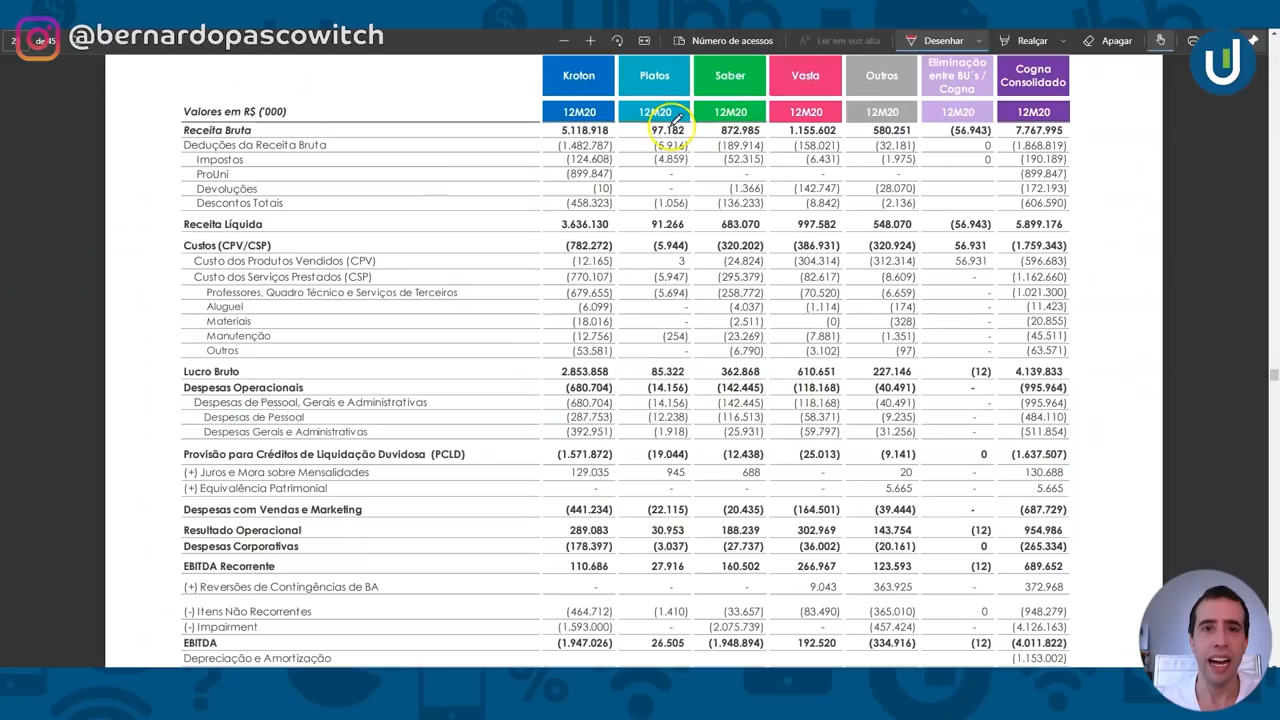 @bernardopascowitch
de 45
Número de acessos
Ler em voz alta
Desenhar
Realçar
Apagar
Kroton Platos Saber Vasta Outros Eliminação entre BU´s / Cogna Cogna Consolidado
Valores em R$ ('000) 12M20 12M20 12M20 12M20 12M20 12M20 12M20
Receita Bruta 5.118.918 97.182 872.985 1.155.602 580.251 (56.943) 7.767.995
Deduções da Receita Bruta (1.482.787) (5.916) (189.914) (158.021) (32.181) 0 (1.868.819)
Impostos (124.608) (4.859) (52.315) (6.431) (1.975) 0 (190.189)
ProUni (899.847) - - - - (899.847)
Devoluções (10) - (1.366) (142.747) (28.070) (172.193)
Descontos Totais (458.323) (1.056) (136.233) (8.842) (2.136) (606.590)
Receita Líquida 3.636.130 91.266 683.070 997.582 548.070 (56.943) 5.899.176
Custos (CPV/CSP) (782.272) (5.944) (320.202) (386.931) (320.924) 56.931 (1.759.343)
Custo dos Produtos Vendidos (CPV) (12.165) 3 (24.824) (304.314) (312.314) 56.931 (596.683)
Custo dos Serviços Prestados (CSP) (770.107) (5.947) (295.379) (82.617) (8.609) - (1.162.660)
Professores, Quadro Técnico e Serviços de Terceiros (679.655) (5.694) (258.772) (70.520) (6.659) - (1.021.300)
Aluguel (6.099) - (4.037) (1.114) (174) - (11.423)
Materiais (18.016) - (2.511) (0) (328) - (20.855)
Manutenção (12.756) (254) (23.269) (7.881) (1.351) - (45.511)
Outros (53.581) - (6.790) (3.102) (97) - (63.571)
Lucro Bruto 2.853.858 85.322 362.868 610.651 227.146 (12) 4.139.833
Despesas Operacionais (680.704) (14.156) (142.445) (118.168) (40.491) - (995.964)
Despesas de Pessoal, Gerais e Administrativas (680.704) (14.156) (142.445) (118.168) (40.491) - (995.964)
Despesas de Pessoal (287.753) (12.238) (116.513) (58.371) (9.235) - (484.110)
Despesas Gerais e Administrativas (392.951) (1.918) (25.931) (59.797) (31.256) - (511.854)
Provisão para Créditos de Liquidação Duvidosa (PCLD) (1.571.872) (19.044) (12.438) (25.013) (9.141) 0 (1.637.507)
(+) Juros e Mora sobre Mensalidades 129.035 945 688 - 20 - 130.688
(+) Equivalência Patrimonial - - - - 5.665 - 5.665
Despesas com Vendas e Marketing (441.234) (22.115) (20.435) (164.501) (39.444) - (687.729)
Resultado Operacional 289.083 30.953 188.239 302.969 143.754 (12) 954.986
Despesas Corporativas (178.397) (3.037) (27.737) (36.002) (20.161) 0 (265.334)
EBITDA Recorrente 110.686 27.916 160.502 266.967 123.593 (12) 689.652
(+) Reversões de Contingências de BA - - - 9.043 363.925 - 372.968
(-) Itens Não Recorrentes (464.712) (1.410) (33.657) (83.490) (365.010) 0 (948.279)
(-) Impairment (1.593.000) - (2.075.739) - (457.424) - (4.126.163)
EBITDA (1.947.026) 26.505 (1.948.894) 192.520 (334.916) (12) (4.011.822)
Depreciação e Amortização (1.153.002)